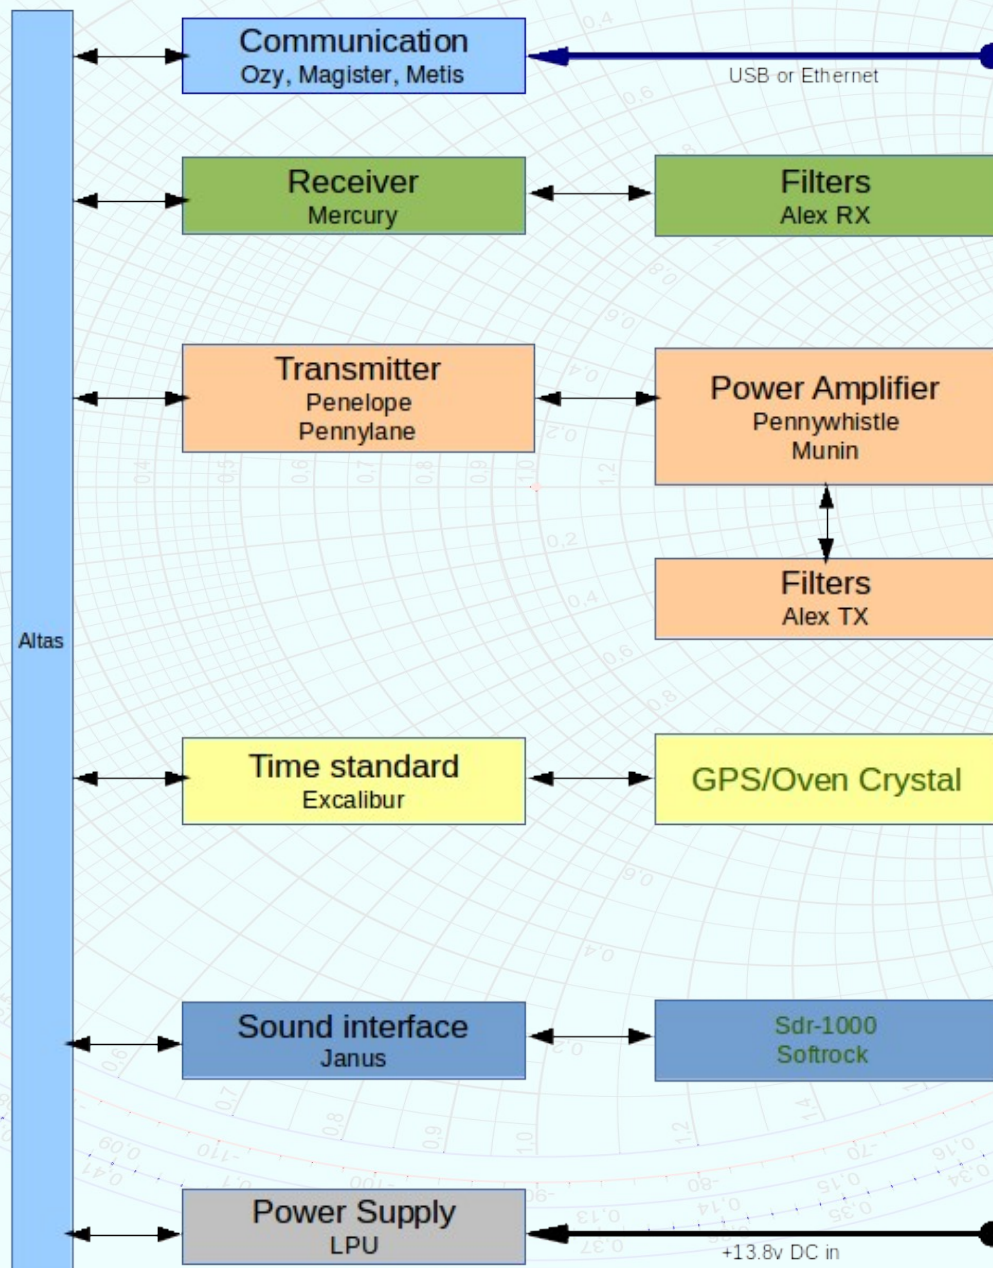 Communication
Ozy, Magister, Metis
USB or Ethernet
Receiver
Mercury
Filters
Alex RX
Transmitter
Penelope
Pennylane
Power Amplifier
Pennywhistle
Munin
Filters
Alex TX
Altas
Time standard
Excalibur
GPS/Oven Crystal
Sound interface
Janus
Sdr-1000
Softrock
Power Supply
LPU
+13.8v DC in